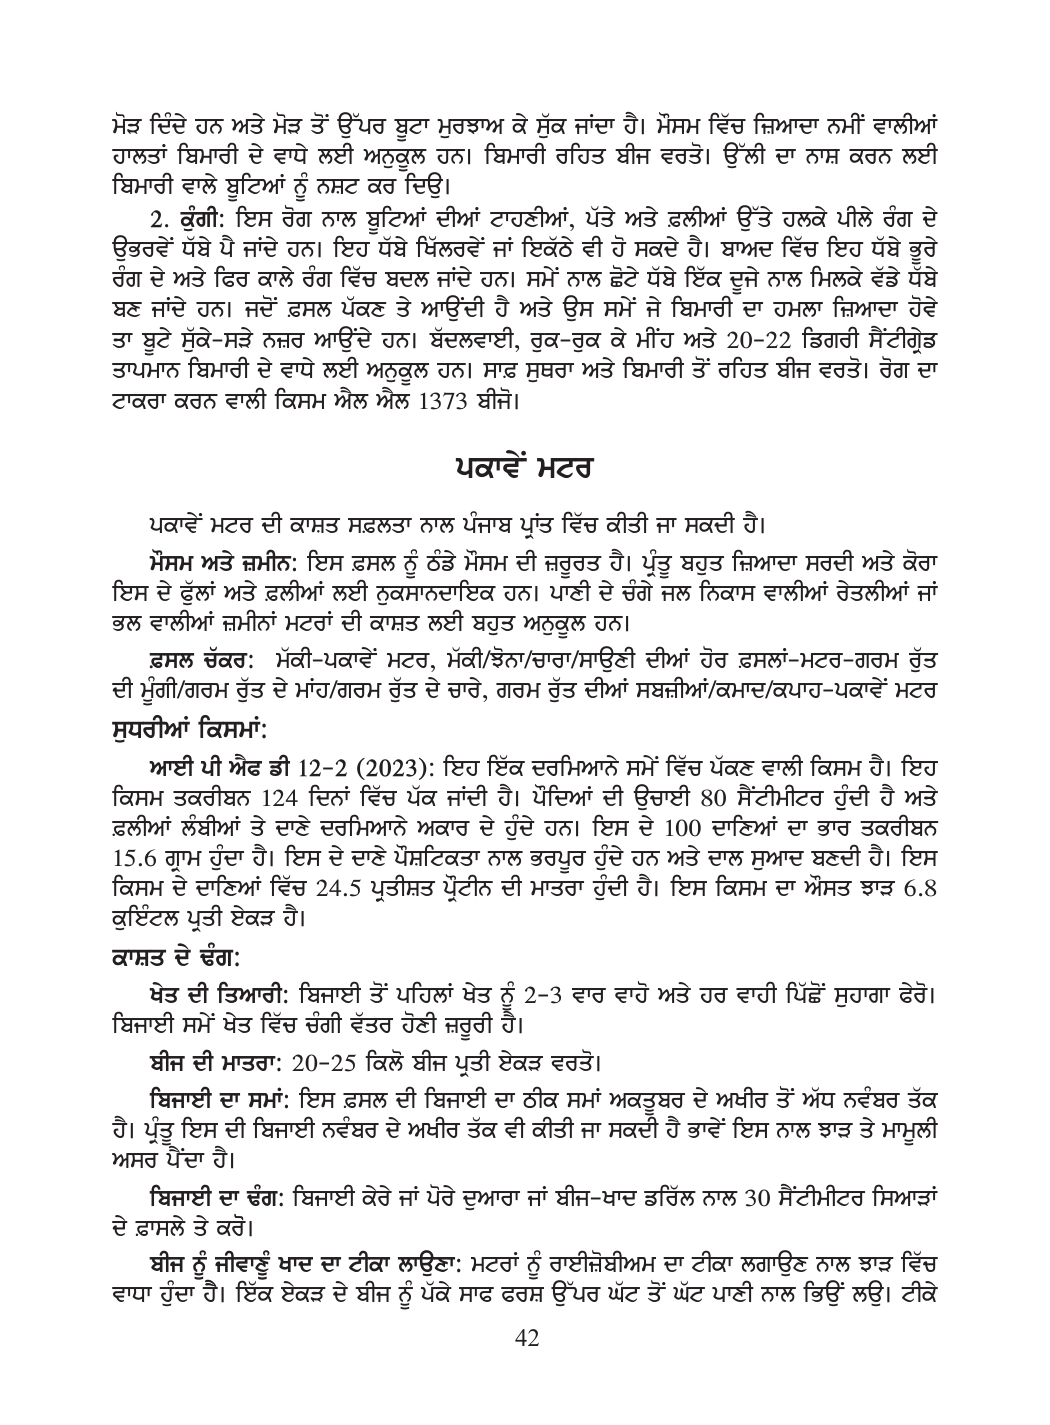 ਮੋੜ ਦਿੰਦੇ ਹਨ ਅਤੇ ਮੋੜ ਤੋਂ ਉੱਪਰ ਬੂਟਾ ਮੁਰਝਾਅ ਕੇ ਸੁੱਕ ਜਾਂਦਾ ਹੈ। ਮੌਸਮ ਵਿੱਚ ਜ਼ਿਆਦਾ ਨਮੀਂ ਵਾਲੀਆਂ
ਹਾਲਤਾਂ ਬਿਮਾਰੀ ਦੇ ਵਾਧੇ ਲਈ ਅਨੁਕੂਲ ਹਨ। ਬਿਮਾਰੀ ਰਹਿਤ ਬੀਜ ਵਰਤੋ। ਉੱਲੀ ਦਾ ਨਾਸ਼ ਕਰਨ ਲਈ
ਬਿਮਾਰੀ ਵਾਲੇ ਬੂਟਿਆਂ ਨੂੰ ਨਸ਼ਟ ਕਰ ਦਿਉ।
2. ਕੁੰਗੀ: ਇਸ ਰੋਗ ਨਾਲ ਬੂਟਿਆਂ ਦੀਆਂ ਟਾਹਣੀਆਂ, ਪੱਤੇ ਅਤੇ ਫ਼ਲੀਆਂ ਉੱਤੇ ਹਲਕੇ ਪੀਲੇ ਰੰਗ ਦੇ
ਉਭਰਵੇਂ ਧੱਬੇ ਪੈ ਜਾਂਦੇ ਹਨ। ਇਹ ਧੱਬੇ ਖਿੱਲਰਵੇਂ ਜਾਂ ਇਕੱਠੇ ਵੀ ਹੋ ਸਕਦੇ ਹੈ। ਬਾਅਦ ਵਿੱਚ ਇਹ ਧੱਬੇ ਭੂਰੇ
ਰੰਗ ਦੇ ਅਤੇ ਫਿਰ ਕਾਲੇ ਰੰਗ ਵਿੱਚ ਬਦਲ ਜਾਂਦੇ ਹਨ। ਸਮੇਂ ਨਾਲ ਛੋਟੇ ਧੱਬੇ ਇੱਕ ਦੂਜੇ ਨਾਲ ਮਿਲਕੇ ਵੱਡੇ ਧੱਬੇ
ਬਣ ਜਾਂਦੇ ਹਨ। ਜਦੋਂ ਫ਼ਸਲ ਪੱਕਣ ਤੇ ਆਉਂਦੀ ਹੈ ਅਤੇ ਉਸ ਸਮੇਂ ਜੇ ਬਿਮਾਰੀ ਦਾ ਹਮਲਾ ਜ਼ਿਆਦਾ ਹੋਵੇ
ਤਾ ਬੂਟੇ ਸੁੱਕੇ-ਸੜੇ ਨਜ਼ਰ ਆਉਂਦੇ ਹਨ। ਬੱਦਲਵਾਈ, ਰੁਕ-ਰੁਕ ਕੇ ਮੀਂਹ ਅਤੇ 20-22 ਡਿਗਰੀ ਸੈਂਟੀਗ੍ਰੇਡ
ਤਾਪਮਾਨ ਬਿਮਾਰੀ ਦੇ ਵਾਧੇ ਲਈ ਅਨੁਕੂਲ ਹਨ। ਸਾਫ਼ ਸੁਥਰਾ ਅਤੇ ਬਿਮਾਰੀ ਤੋਂ ਰਹਿਤ ਬੀਜ ਵਰਤੋ। ਰੋਗ ਦਾ
ਟਾਕਰਾ ਕਰਨ ਵਾਲੀ ਕਿਸਮ ਐਲ ਐਲ 1373 ਬੀਜੋ।
ਪਕਾਵੇਂ ਮਟਰ
ਪਕਾਵੇਂ ਮਟਰ ਦੀ ਕਾਸ਼ਤ ਸਫ਼ਲਤਾ ਨਾਲ ਪੰਜਾਬ ਪ੍ਰਾਂਤ ਵਿੱਚ ਕੀਤੀ ਜਾ ਸਕਦੀ ਹੈ।
ਮੌਸਮ ਅਤੇ ਜ਼ਮੀਨ: ਇਸ ਫ਼ਸਲ ਨੂੰ ਠੰਡੇ ਮੌਸਮ ਦੀ ਜ਼ਰੂਰਤ ਹੈ। ਪ੍ਰੰਤੂ ਬਹੁਤ ਜ਼ਿਆਦਾ ਸਰਦੀ ਅਤੇ ਕੋਰਾ
ਇਸ ਦੇ ਫੁੱਲਾਂ ਅਤੇ ਫ਼ਲੀਆਂ ਲਈ ਨੁਕਸਾਨਦਾਇਕ ਹਨ। ਪਾਣੀ ਦੇ ਚੰਗੇ ਜਲ ਨਿਕਾਸ ਵਾਲੀਆਂ ਰੇਤਲੀਆਂ ਜਾਂ
ਭਲ ਵਾਲੀਆਂ ਜ਼ਮੀਨਾਂ ਮਟਰਾਂ ਦੀ ਕਾਸ਼ਤ ਲਈ ਬਹੁਤ ਅਨੁਕੂਲ ਹਨ।
ਫ਼ਸਲ ਚੱਕਰ: ਮੱਕੀ-ਪਕਾਵੇਂ ਮਟਰ, ਮੱਕੀ/ਝੋਨਾ/ਚਾਰਾ/ਸਾਉਣੀ ਦੀਆਂ ਹੋਰ ਫ਼ਸਲਾਂ-ਮਟਰ-ਗਰਮ ਰੁੱਤ
ਦੀ ਮੂੰਗੀ/ਗਰਮ ਰੁੱਤ ਦੇ ਮਾਂਹ/ਗਰਮ ਰੁੱਤ ਦੇ ਚਾਰੇ, ਗਰਮ ਰੁੱਤ ਦੀਆਂ ਸਬਜ਼ੀਆਂ/ਕਮਾਦ/ਕਪਾਹ-ਪਕਾਵੇਂ ਮਟਰ
ਸੁਧਰੀਆਂ ਕਿਸਮਾਂ:
ਆਈ ਪੀ ਐਫ ਡੀ 12-2 (2023): ਇਹ ਇੱਕ ਦਰਮਿਆਨੇ ਸਮੇਂ ਵਿੱਚ ਪੱਕਣ ਵਾਲੀ ਕਿਸਮ ਹੈ। ਇਹ
ਕਿਸਮ ਤਕਰੀਬਨ 124 ਦਿਨਾਂ ਵਿੱਚ ਪੱਕ ਜਾਂਦੀ ਹੈ। ਪੌਦਿਆਂ ਦੀ ਉਚਾਈ 80 ਸੈਂਟੀਮੀਟਰ ਹੁੰਦੀ ਹੈ ਅਤੇ
ਫ਼ਲੀਆਂ ਲੰਬੀਆਂ ਤੇ ਦਾਣੇ ਦਰਮਿਆਨੇ ਅਕਾਰ ਦੇ ਹੁੰਦੇ ਹਨ। ਇਸ ਦੇ 100 ਦਾਣਿਆਂ ਦਾ ਭਾਰ ਤਕਰੀਬਨ
15.6 ਗ੍ਰਾਮ ਹੁੰਦਾ ਹੈ। ਇਸ ਦੇ ਦਾਣੇ ਪੌਸ਼ਟਿਕਤਾ ਨਾਲ ਭਰਪੂਰ ਹੁੰਦੇ ਹਨ ਅਤੇ ਦਾਲ ਸੁਆਦ ਬਣਦੀ ਹੈ। ਇਸ
ਕਿਸਮ ਦੇ ਦਾਣਿਆਂ ਵਿੱਚ 24.5 ਪ੍ਰਤੀਸ਼ਤ ਪ੍ਰੋਟੀਨ ਦੀ ਮਾਤਰਾ ਹੁੰਦੀ ਹੈ। ਇਸ ਕਿਸਮ ਦਾ ਔਸਤ ਝਾੜ 6.8
ਕੁਇੰਟਲ ਪ੍ਰਤੀ ਏਕੜ ਹੈ।
ਕਾਸ਼ਤ ਦੇ ਢੰਗ:
ਖੇਤ ਦੀ ਤਿਆਰੀ: ਬਿਜਾਈ ਤੋਂ ਪਹਿਲਾਂ ਖੇਤ ਨੂੰ 2-3 ਵਾਰ ਵਾਹੋ ਅਤੇ ਹਰ ਵਾਹੀ ਪਿੱਛੋਂ ਸੁਹਾਗਾ ਫੇਰੋ।
ਬਿਜਾਈ ਸਮੇਂ ਖੇਤ ਵਿੱਚ ਚੰਗੀ ਵੱਤਰ ਹੋਣੀ ਜ਼ਰੂਰੀ ਹੈ।
ਬੀਜ ਦੀ ਮਾਤਰਾ: 20-25 ਕਿਲੋ ਬੀਜ ਪ੍ਰਤੀ ਏਕੜ ਵਰਤੋ।
ਬਿਜਾਈ ਦਾ ਸਮਾਂ: ਇਸ ਫ਼ਸਲ ਦੀ ਬਿਜਾਈ ਦਾ ਠੀਕ ਸਮਾਂ ਅਕਤੂਬਰ ਦੇ ਅਖੀਰ ਤੋਂ ਅੱਧ ਨਵੰਬਰ ਤੱਕ
ਹੈ। ਪ੍ਰੰਤੂ ਇਸ ਦੀ ਬਿਜਾਈ ਨਵੰਬਰ ਦੇ ਅਖੀਰ ਤੱਕ ਵੀ ਕੀਤੀ ਜਾ ਸਕਦੀ ਹੈ ਭਾਵੇਂ ਇਸ ਨਾਲ ਝਾੜ ਤੇ ਮਾਮੂਲੀ
ਅਸਰ ਪੈਂਦਾ ਹੈ।
ਬਿਜਾਈ ਦਾ ਢੰਗ: ਬਿਜਾਈ ਕੇਰੇ ਜਾਂ ਪੋਰੇ ਦੁਆਰਾ ਜਾਂ ਬੀਜ-ਖਾਦ ਡਰਿੱਲ ਨਾਲ 30 ਸੈਂਟੀਮੀਟਰ ਸਿਆੜਾਂ
ਦੇ ਫ਼ਾਸਲੇ ਤੇ ਕਰੋ।
ਬੀਜ ਨੂੰ ਜੀਵਾਣੂੰ ਖਾਦ ਦਾ ਟੀਕਾ ਲਾਉਣਾ: ਮਟਰਾਂ ਨੂੰ ਰਾਈਜ਼ੋਬੀਅਮ ਦਾ ਟੀਕਾ ਲਗਾਉਣ ਨਾਲ ਝਾੜ ਵਿੱਚ
ਵਾਧਾ ਹੁੰਦਾ ਹੈ। ਇੱਕ ਏਕੜ ਦੇ ਬੀਜ ਨੂੰ ਪੱਕੇ ਸਾਫ ਫਰਸ਼ ਉੱਪਰ ਘੱਟ ਤੋਂ ਘੱਟ ਪਾਣੀ ਨਾਲ ਭਿਉਂ ਲਉ। ਟੀਕੇ
42